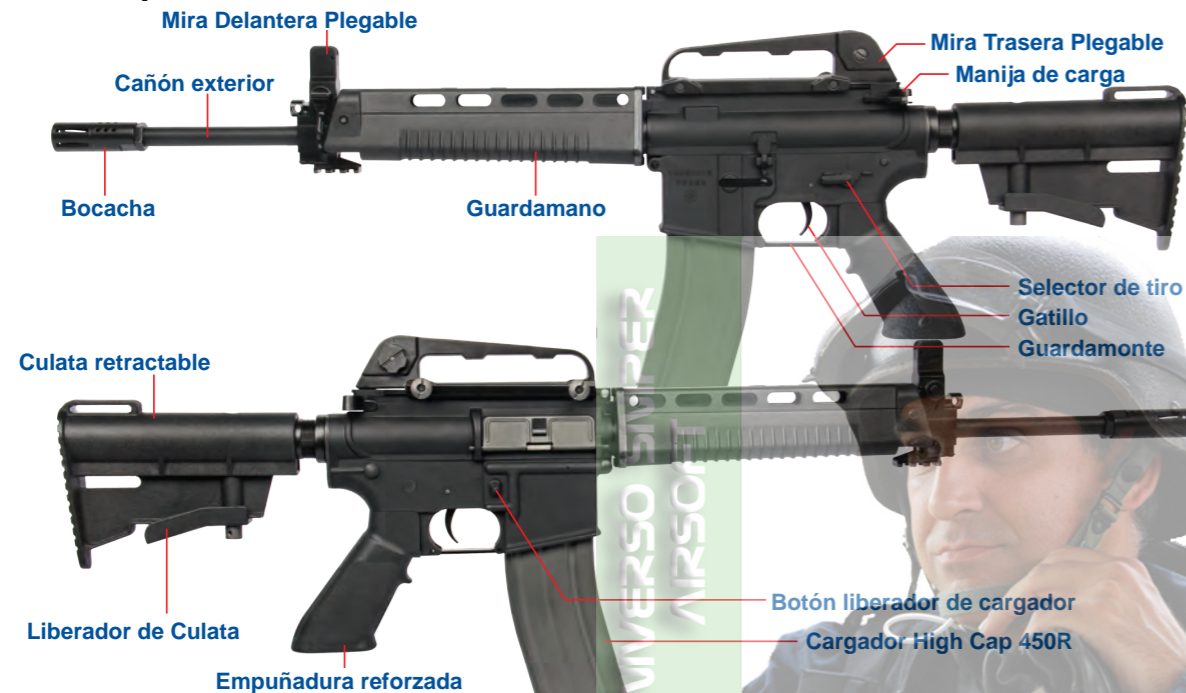 Mira Delantera Plegable
Mira Trasera Plegable
Cañón exterior
Manija de carga
Bocacha
Guardamano
Selector de tiro
Gatillo
Guardamonte
Culata retractable
SNIPER
AIRSOFT
Botón liberador de cargador
Liberador de Culata
Cargador High Cap 450R
Empuñadura reforzada